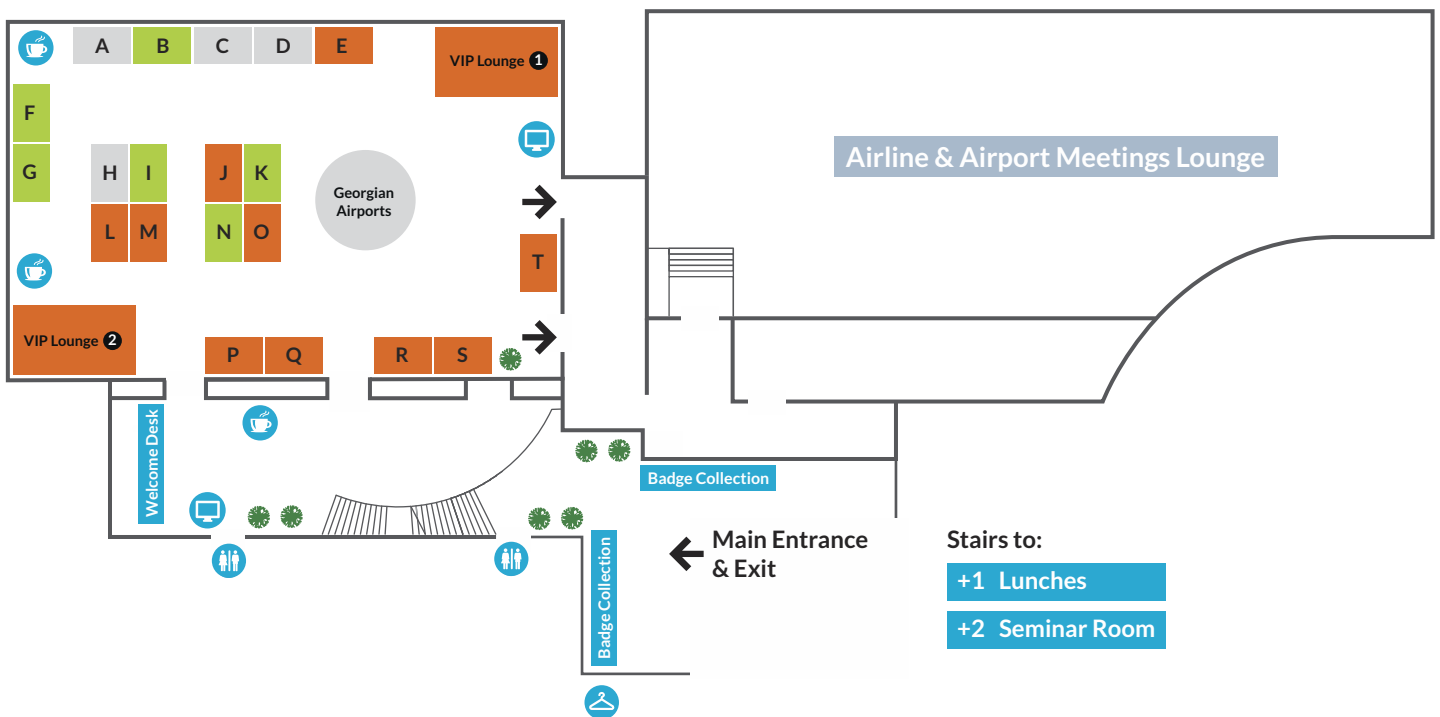 A B C D E
VIP Lounge 1
F
G
H I
J K
L M
N O
Georgian
Airports
T
VIP Lounge 2
P Q
R S
Airline & Airport Meetings Lounge
Welcome Desk
Badge Collection
Badge Collection
Main Entrance
& Exit
Stairs to:
+1 Lunches
+2 Seminar Room